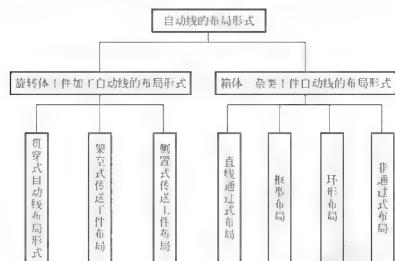 自动线的布局形式
旋转体工件加工自动线的布局形式
箱体 杂类工件自动线的布局形式
贯穿式自动线布局形式
架空式传送工件布局
侧置式传送工件布局
直线通过式布局
框型布局
环形布局
非通过式布局